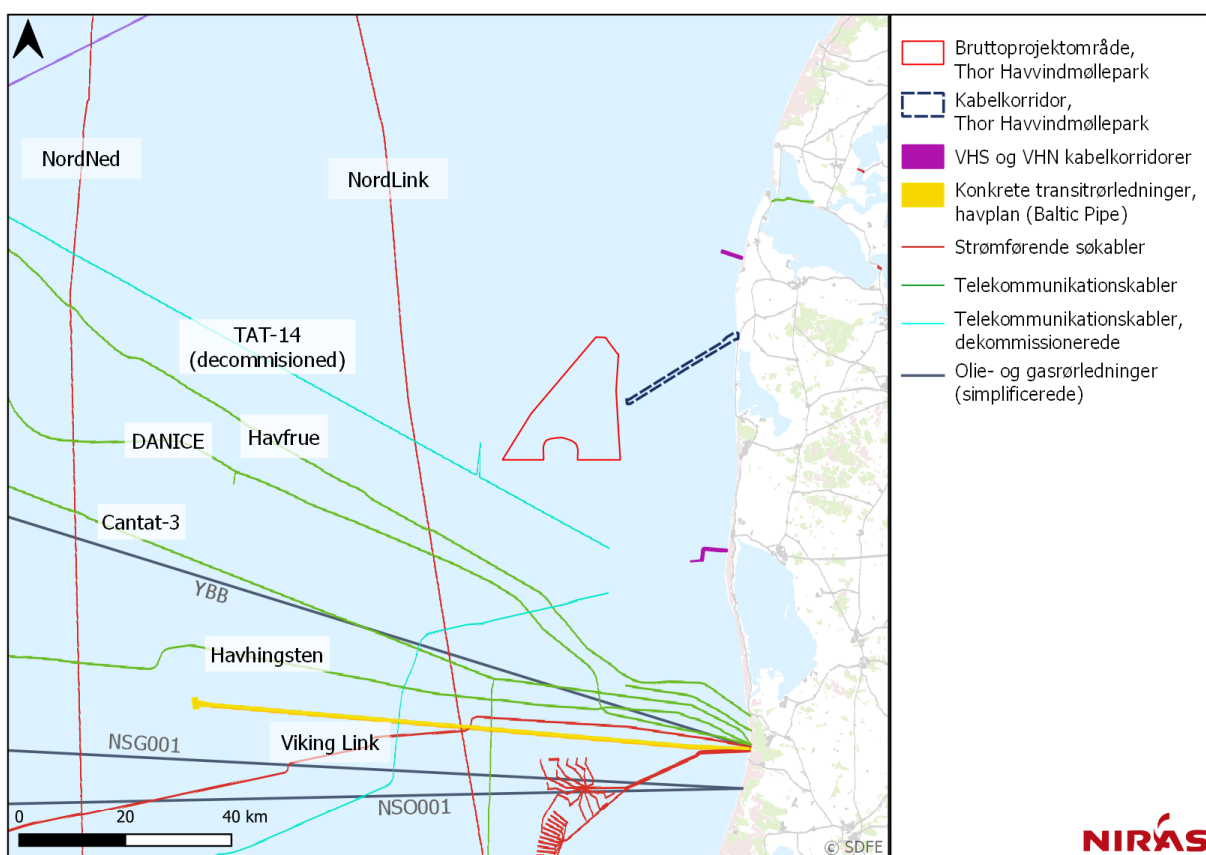 NordNed
NordLink
TAT-14
(decommisioned)
DANICE
Havfrue
Cantat-3
YBB
Havhingsten
NSG001
Viking Link
NSO001
0 20 40 km
© SDFE
Bruttoprojektområde,
Thor Havvindmøllepark
Kabelkorridor,
Thor Havvindmøllepark
VHS og VHN kabelkorridorer
Konkrete transitrørledninger,
havplan (Baltic Pipe)
Strømførende søkabler
Telekommunikationskabler
Telekommunikationskabler,
dekommissionerede
Olie- og gasrørledninger
(simplificerede)
NIRAS